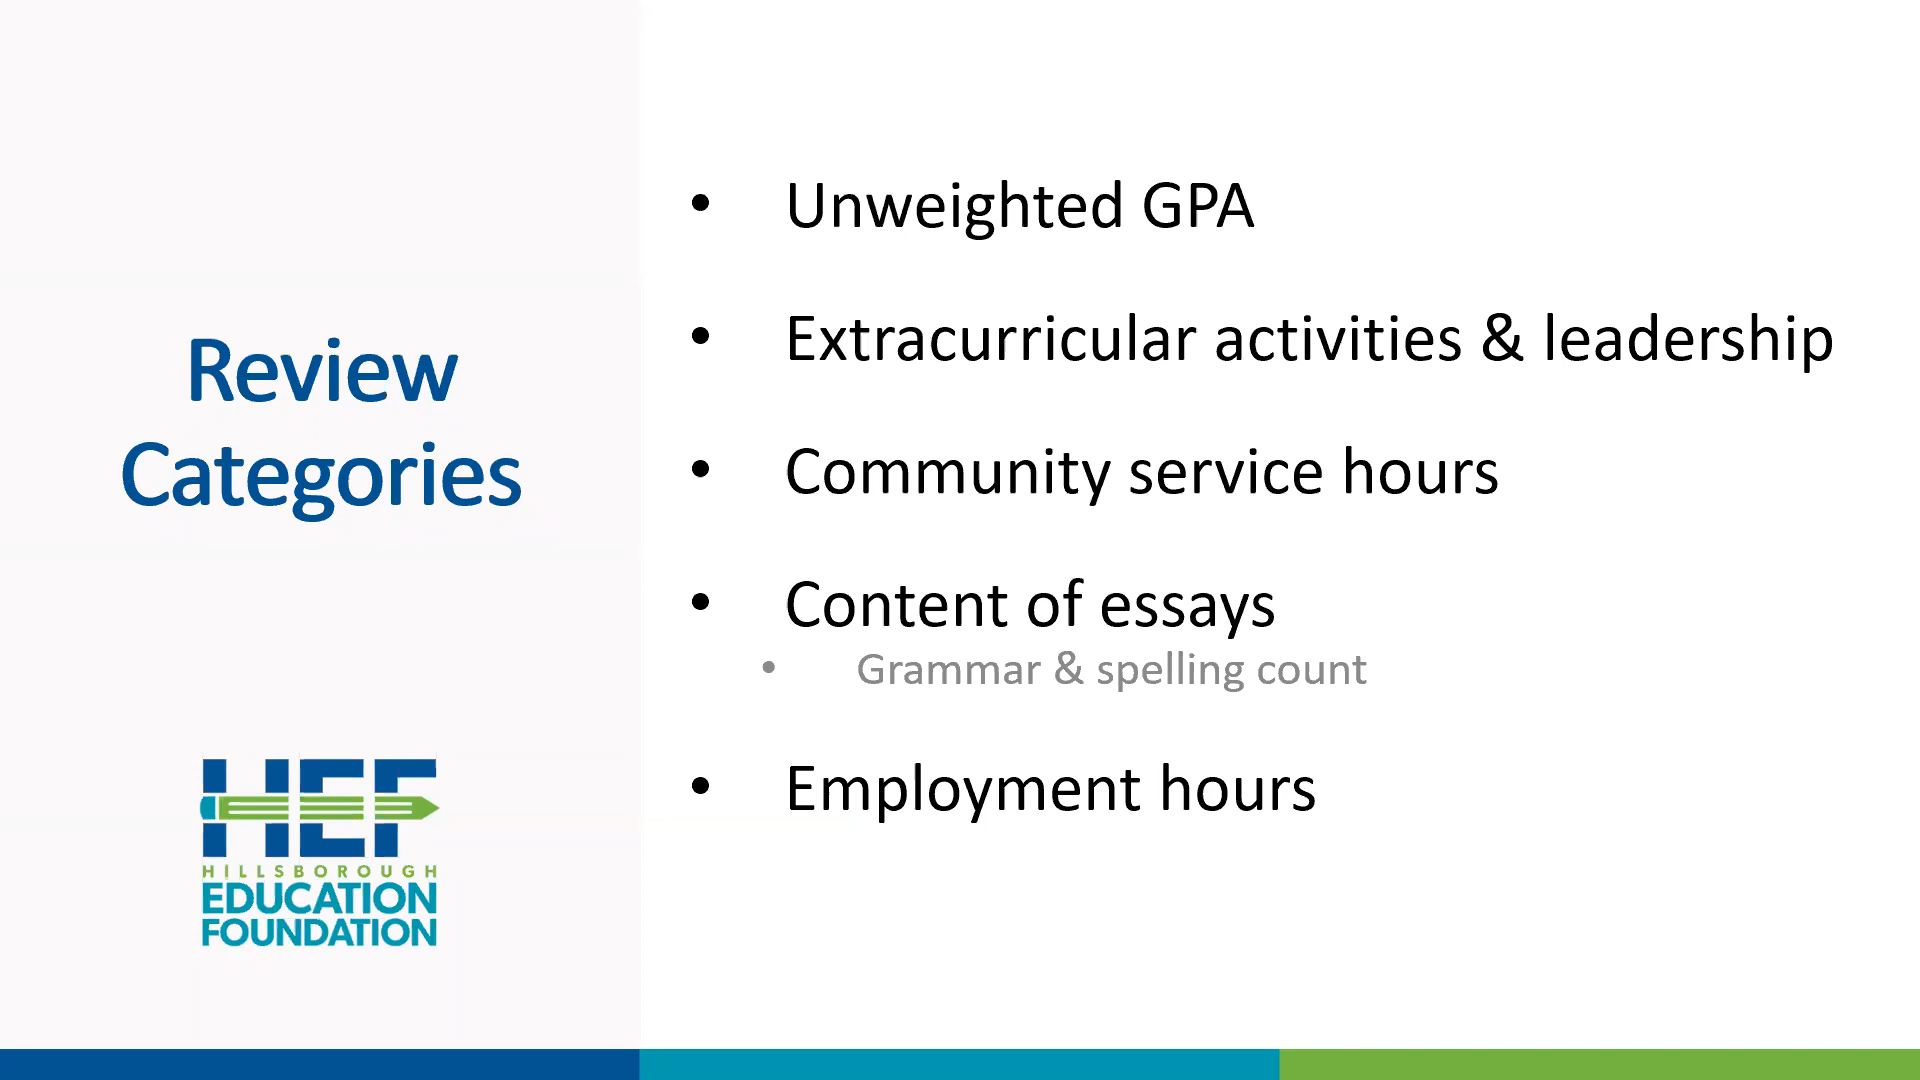 Review
Categories
HEF
HILLSBOROUGH
EDUCATION
FOUNDATION
• Unweighted GPA
• Extracurricular activities & leadership
• Community service hours
• Content of essays
• Grammar & spelling count
• Employment hours